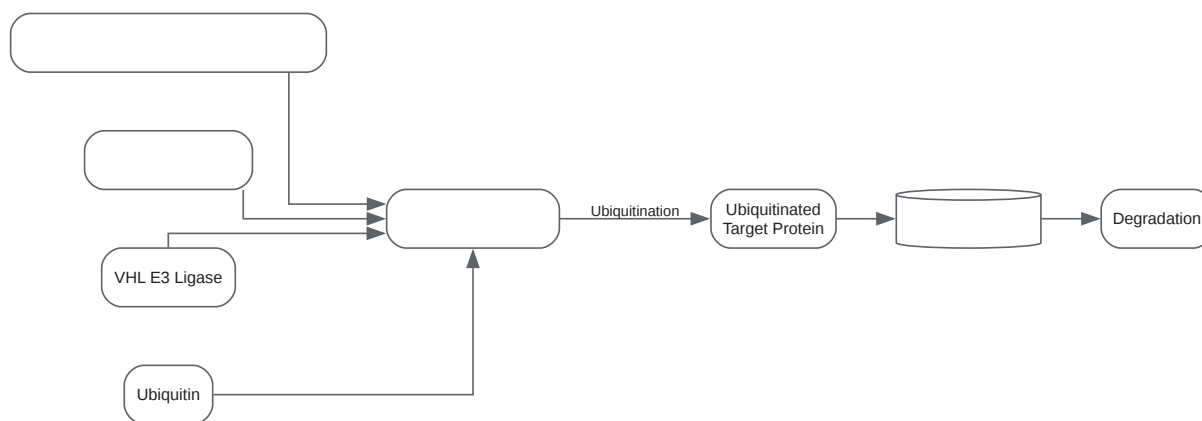 Ubiquitination
Ubiquitinated
Target Protein
Degradation
VHL E3 Ligase
Ubiquitin